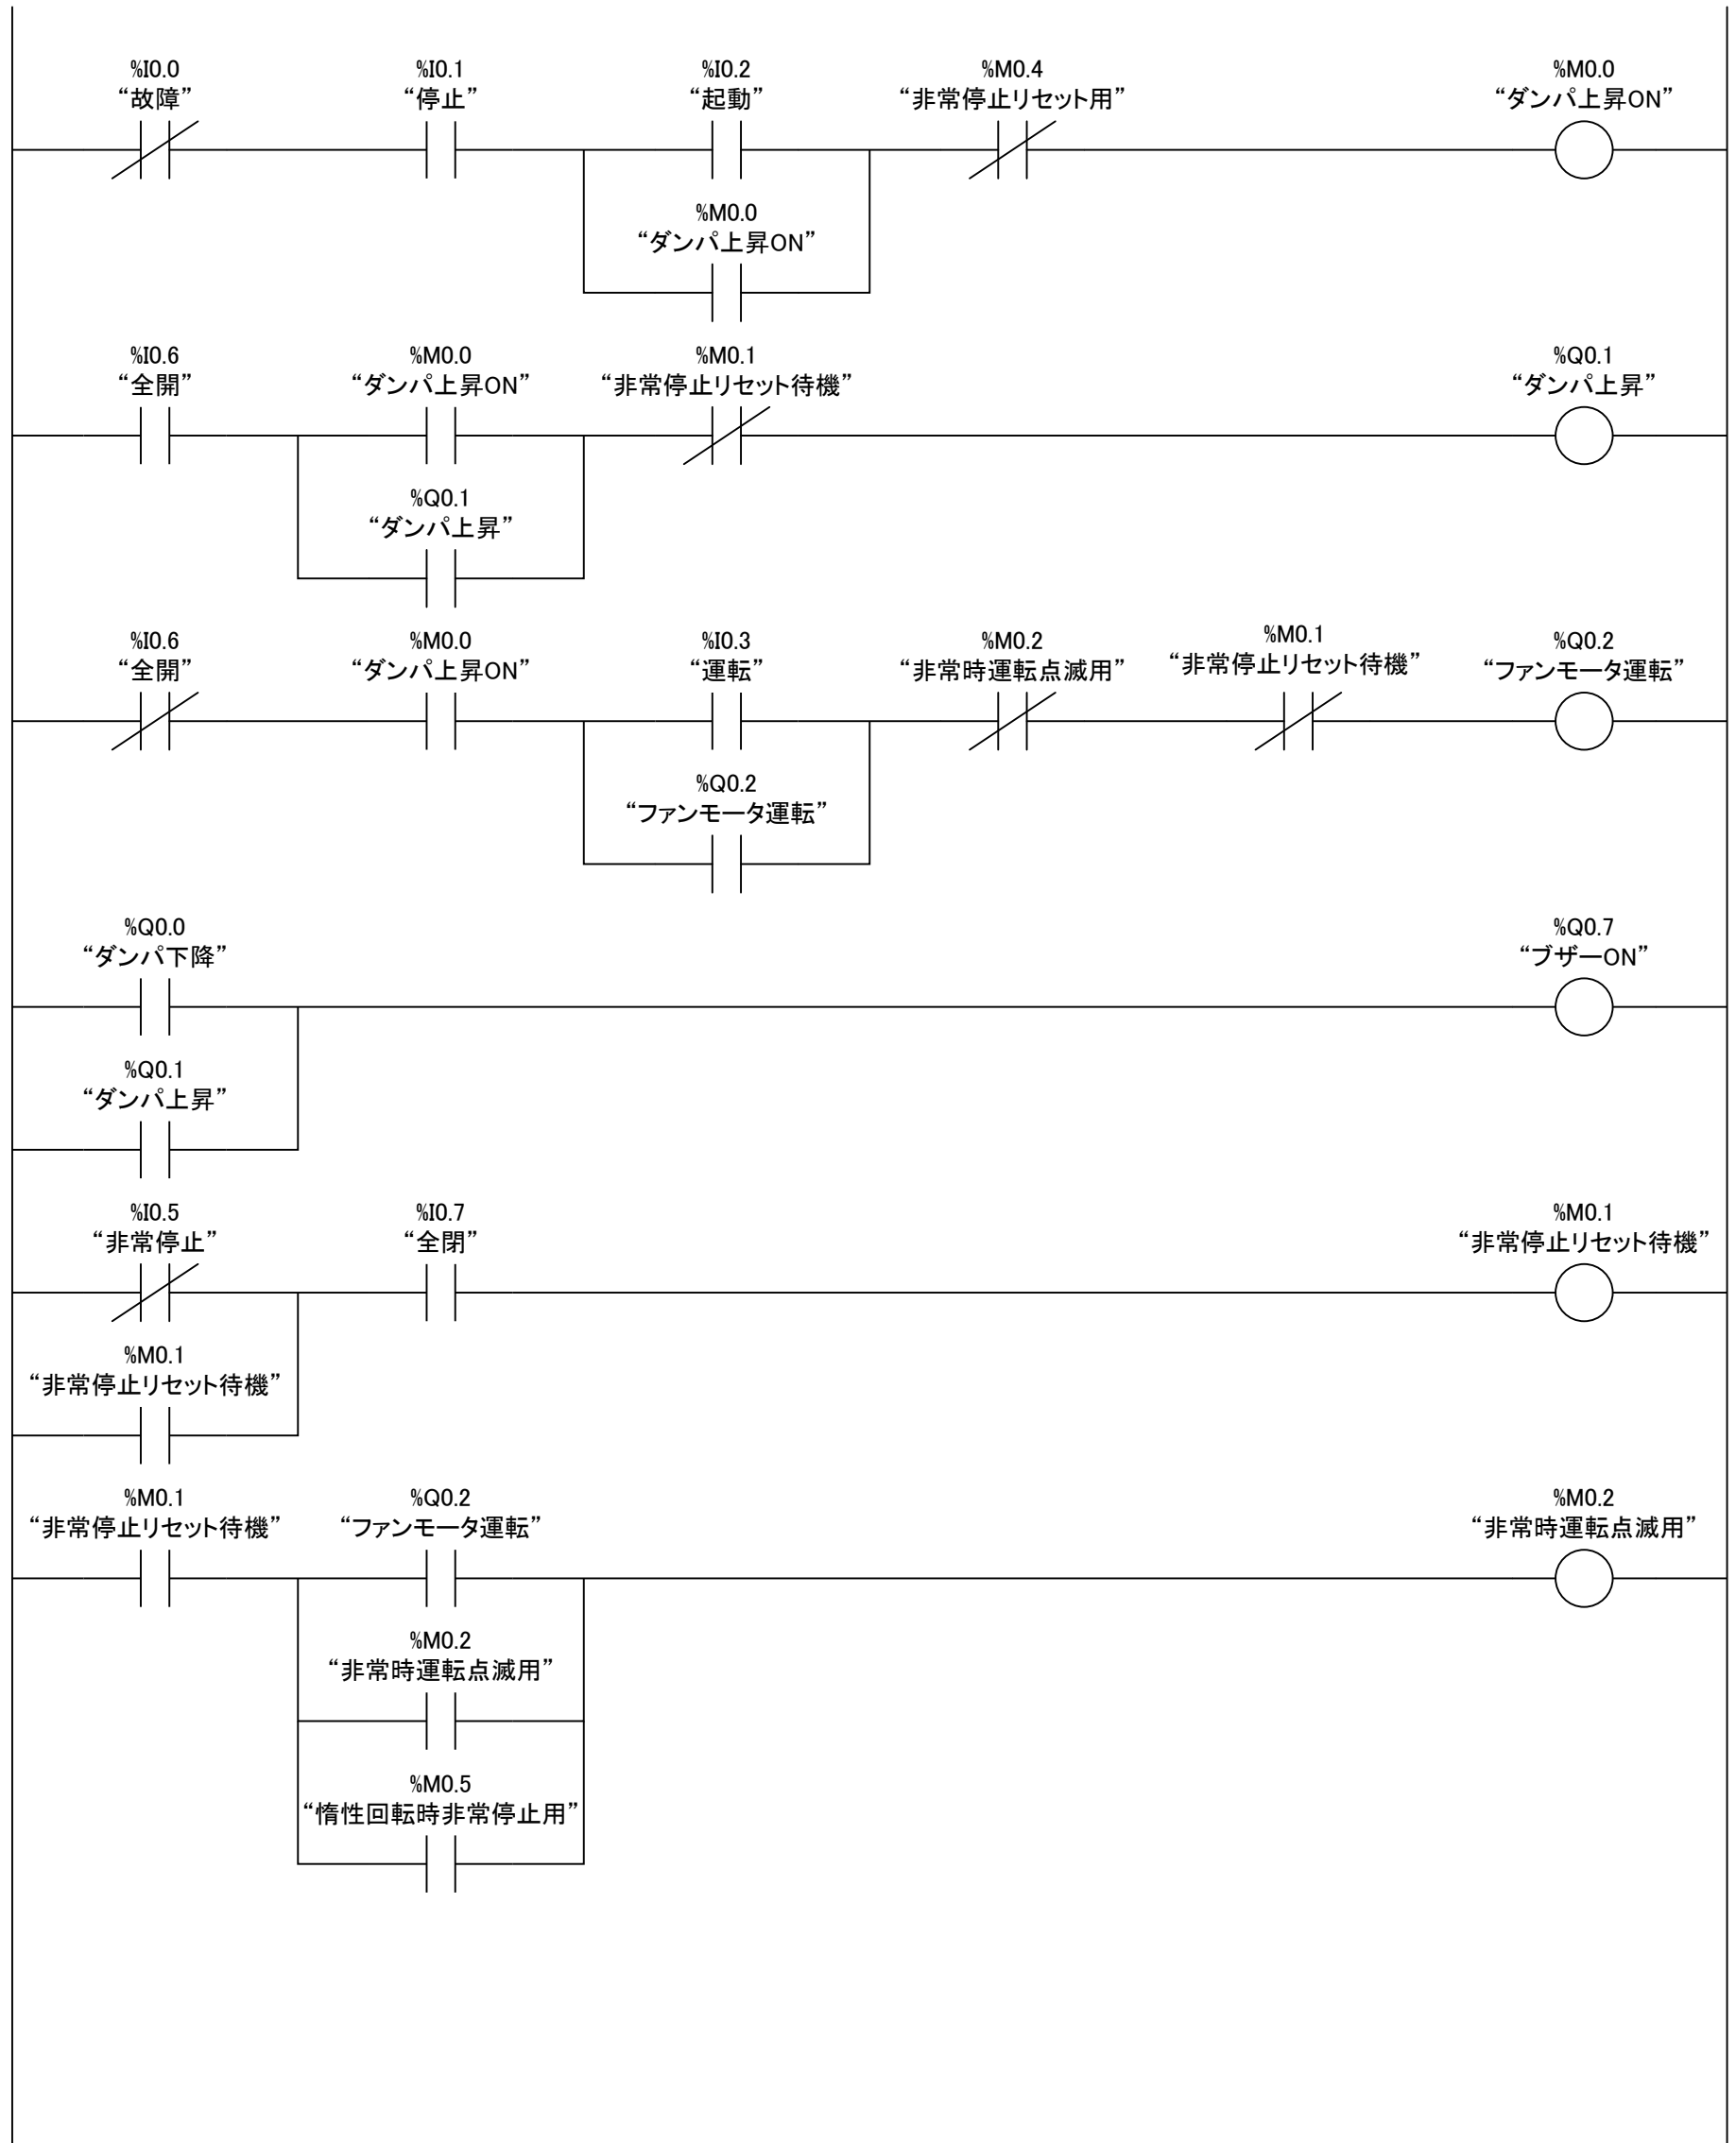 %I0.0
“故障”
%I0.1
“停止”
%I0.2
“起動”
%M0.4
“非常停止リセット用”
%M0.0
“ダンパ上昇ON”
%M0.0
“ダンパ上昇ON”
%I0.6
“全開”
%M0.0
“ダンパ上昇ON”
%M0.1
“非常停止リセット待機”
%Q0.1
“ダンパ上昇”
%Q0.1
“ダンパ上昇”
%I0.6
“全開”
%M0.0
“ダンパ上昇ON”
%I0.3
“運転”
%M0.2
“非常時運転点滅用”
%M0.1
“非常停止リセット待機”
%Q0.2
“ファンモータ運転”
%Q0.2
“ファンモータ運転”
%Q0.0
“ダンパ下降”
%Q0.7
“ブザーON”
%Q0.1
“ダンパ上昇”
%I0.5
“非常停止”
%I0.7
“全閉”
%M0.1
“非常停止リセット待機”
%M0.1
“非常停止リセット待機”
%M0.1
“非常停止リセット待機”
%Q0.2
“ファンモータ運転”
%M0.2
“非常時運転点滅用”
%M0.2
“非常時運転点滅用”
%M0.5
“惰性回転時非常停止用”